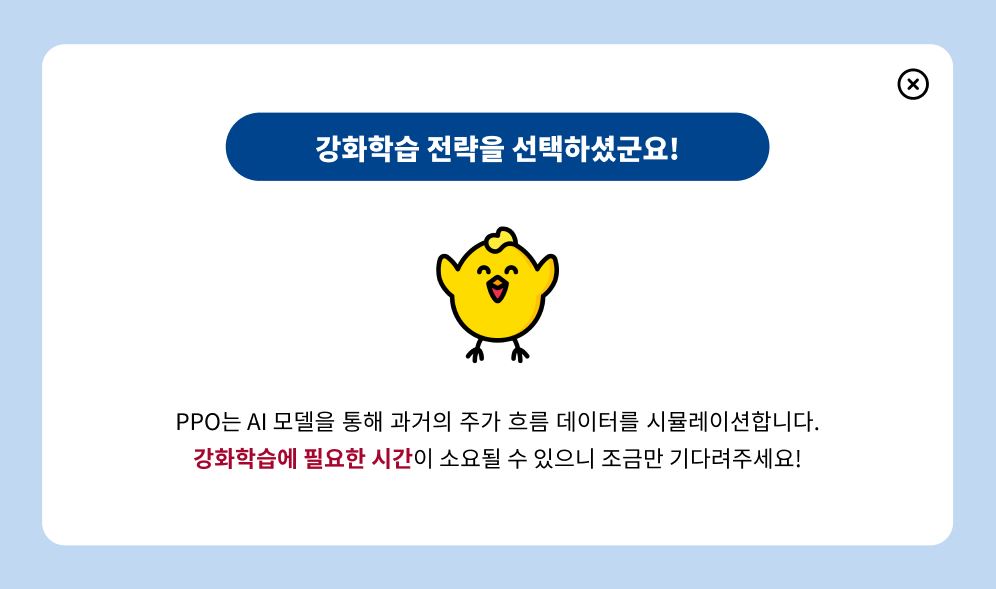 강화학습 전략을 선택하셨군요!
PPO는 AI 모델을 통해 과거의 주가 흐름 데이터를 시뮬레이션합니다.
강화학습에 필요한 시간이 소요될 수 있으니 조금만 기다려주세요!